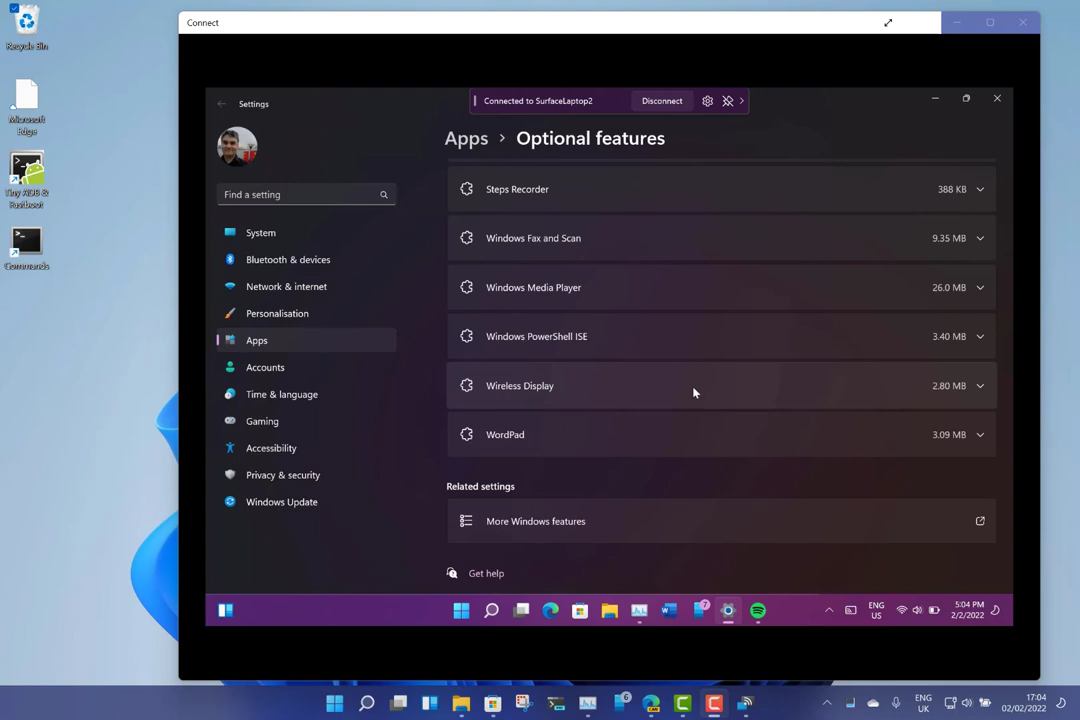 Recycle Bin
Microsoft
Edge
Tiny ADB &
Fastboot
Commands
Connect
Settings
Connected to SurfaceLaptop2
Disconnect
Apps > Optional features
Find a setting
System
Bluetooth & devices
Network & internet
Personalisation
Apps
Accounts
Time & language
Gaming
Accessibility
Privacy & security
Windows Update
Steps Recorder 388 KB
Windows Fax and Scan 9.35 MB
Windows Media Player 26.0 MB
Windows PowerShell ISE 3.40 MB
Wireless Display 2.80 MB
WordPad 3.09 MB
Related settings
More Windows features
Get help
7
ENG
US
5:04 PM
2/2/2022
6
CAN
ENG
UK
17:04
02/02/2022